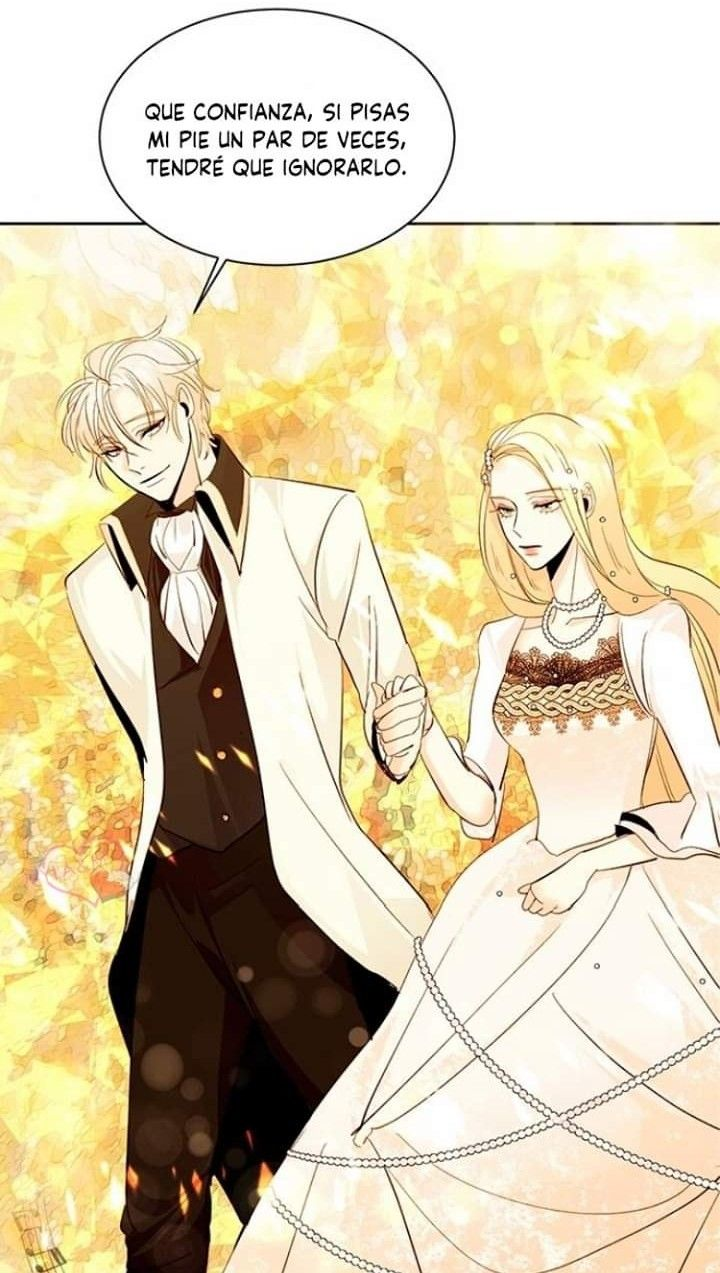 QUE CONFIANZA, SI PISAS
MI PIE UN PAR DE VECES,
TENDRÉ QUE IGNORARLO.